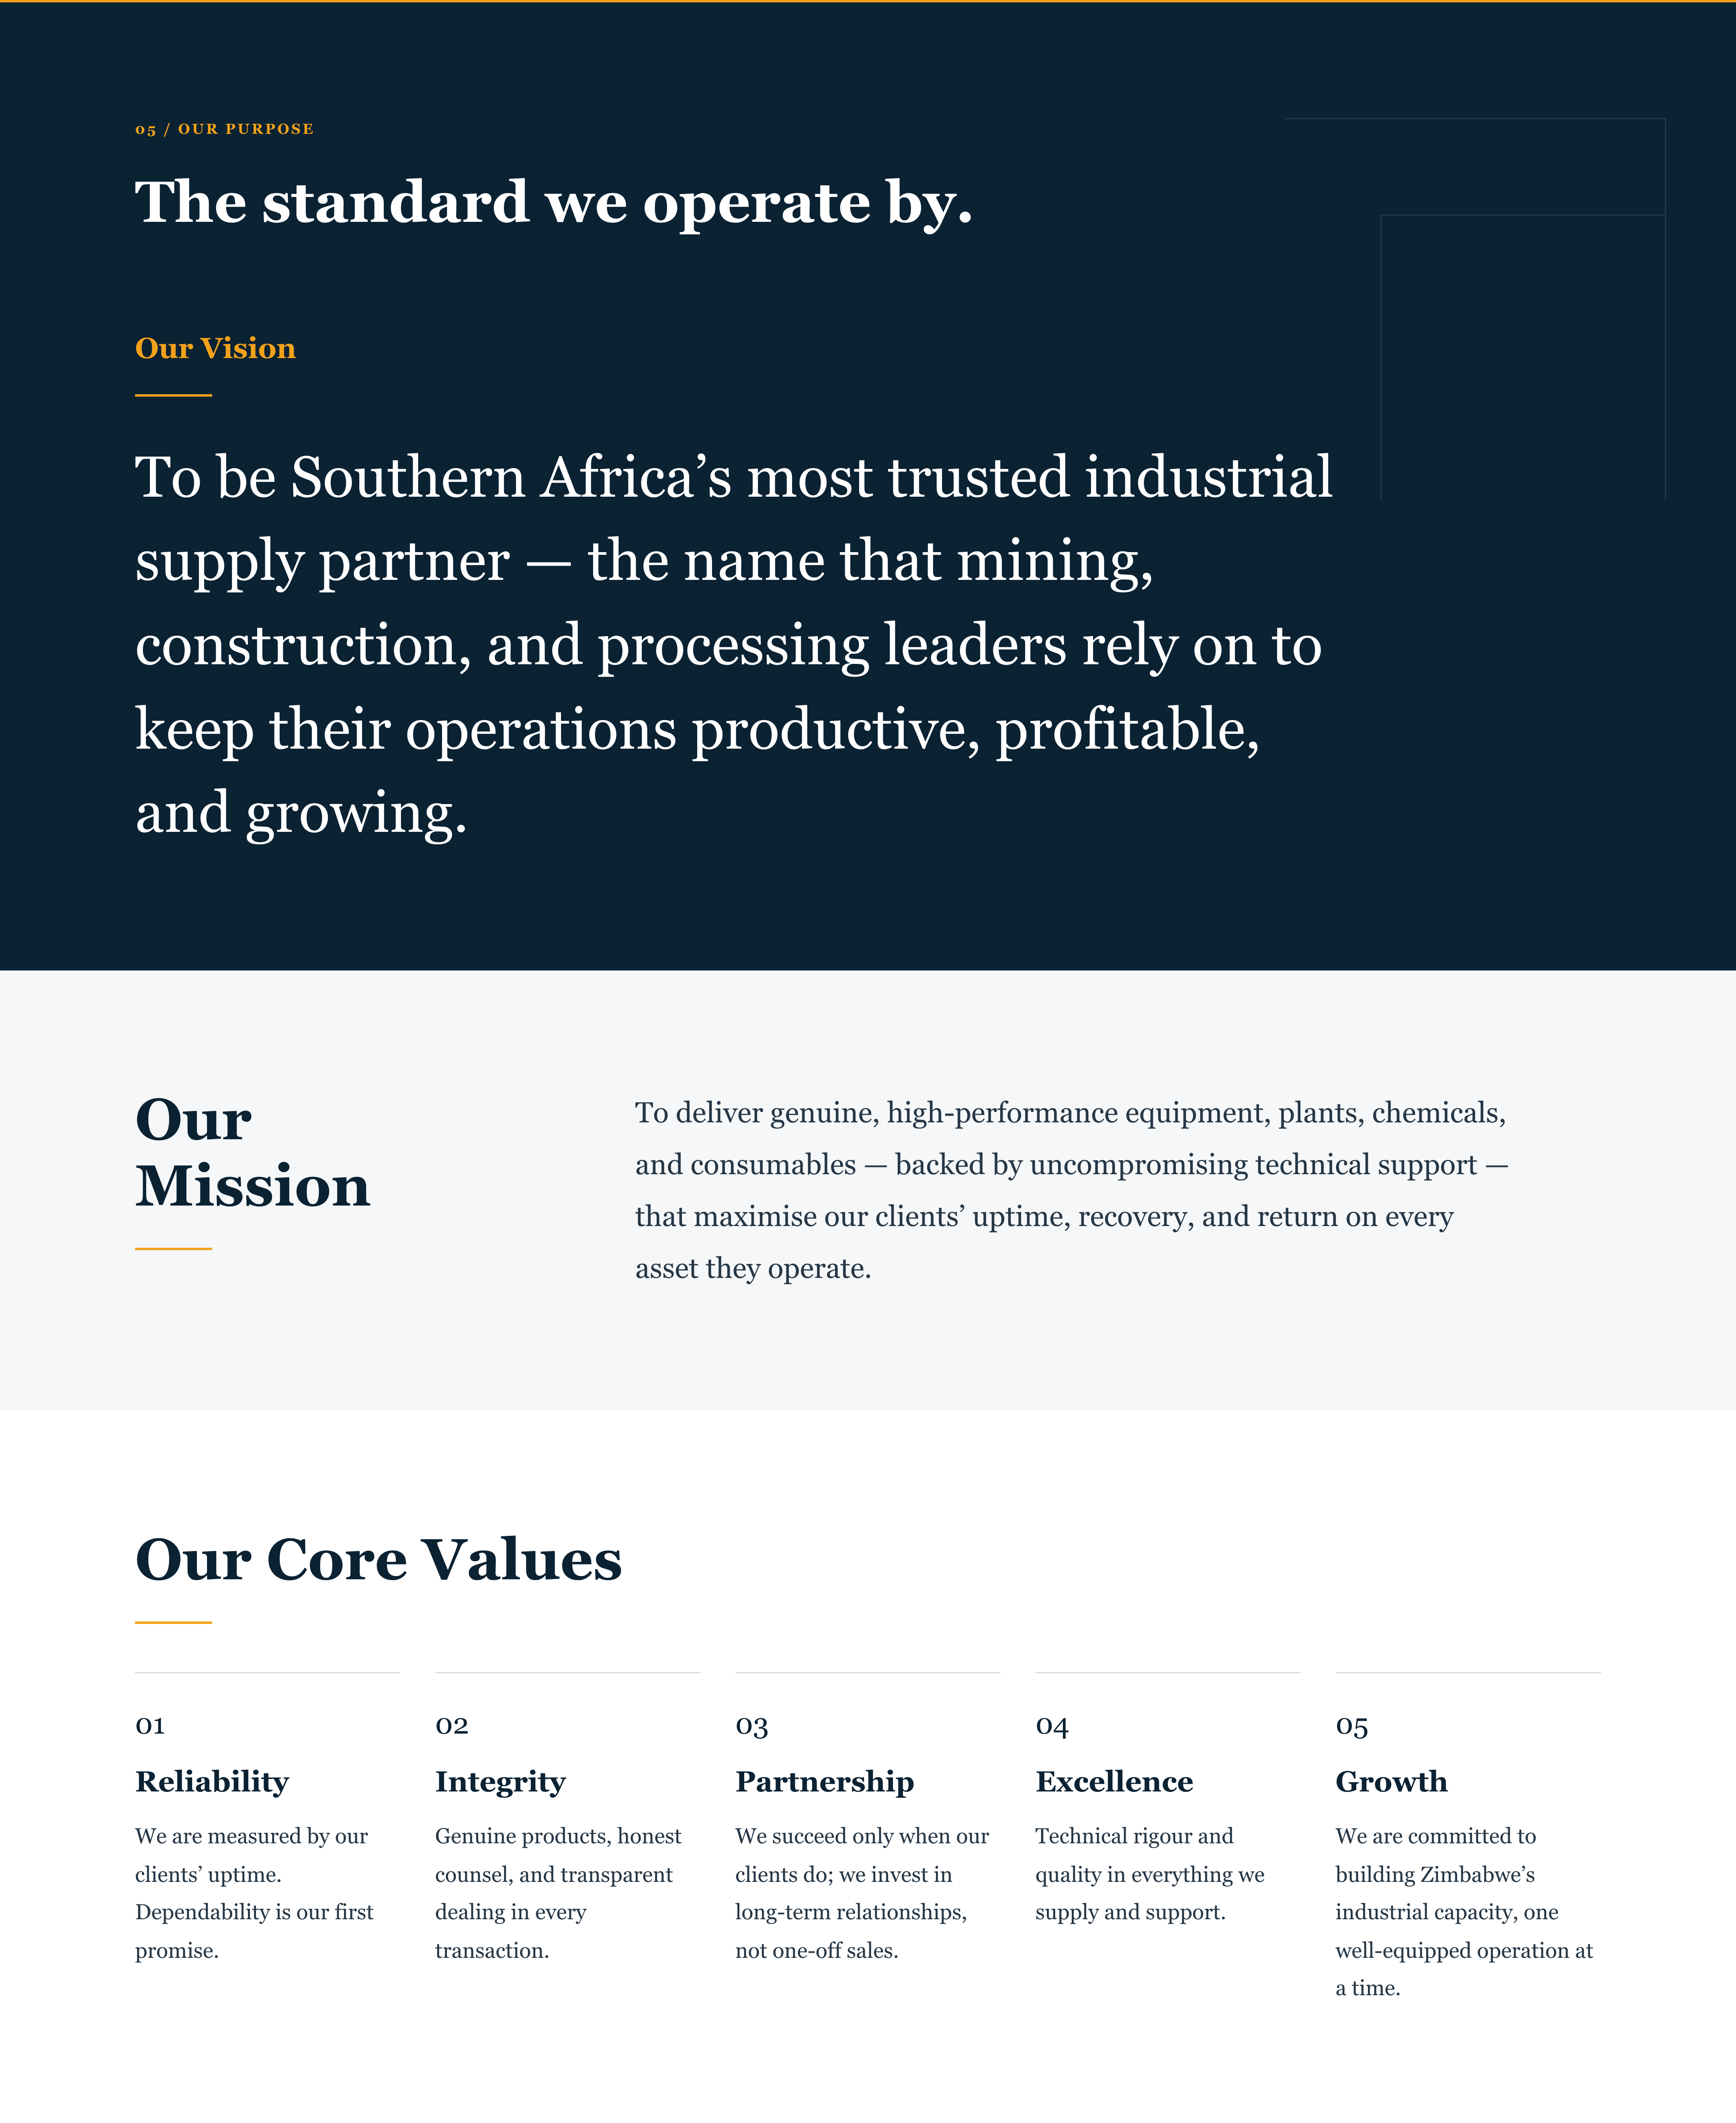 05 / OUR PURPOSE
The standard we operate by.
Our Vision
To be Southern Africa’s most trusted industrial
supply partner — the name that mining,
construction, and processing leaders rely on to
keep their operations productive, profitable,
and growing.
Our
Mission
To deliver genuine, high-performance equipment, plants, chemicals,
and consumables — backed by uncompromising technical support —
that maximise our clients’ uptime, recovery, and return on every
asset they operate.
Our Core Values
01
Reliability
We are measured by our
clients’ uptime.
Dependability is our first
promise.
02
Integrity
Genuine products, honest
counsel, and transparent
dealing in every
transaction.
03
Partnership
We succeed only when our
clients do; we invest in
long-term relationships,
not one-off sales.
04
Excellence
Technical rigour and
quality in everything we
supply and support.
05
Growth
We are committed to
building Zimbabwe’s
industrial capacity, one
well-equipped operation at
a time.